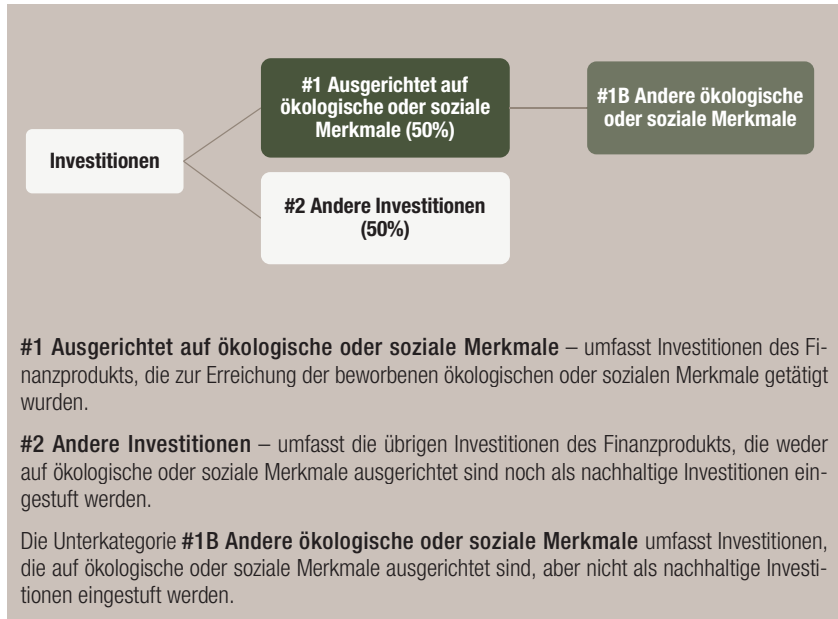 #1 Ausgerichtet auf
ökologische oder soziale
Merkmale (50%)
#1B Andere ökologische
oder soziale Merkmale
Investitionen
#2 Andere Investitionen
(50%)
#1 Ausgerichtet auf ökologische oder soziale Merkmale – umfasst Investitionen des Fi-
nanzprodukts, die zur Erreichung der beworbenen ökologischen oder sozialen Merkmale getätigt
wurden.
#2 Andere Investitionen – umfasst die übrigen Investitionen des Finanzprodukts, die weder
auf ökologische oder soziale Merkmale ausgerichtet sind noch als nachhaltige Investitionen ein-
gestuft werden.
Die Unterkategorie #1B Andere ökologische oder soziale Merkmale umfasst Investitionen,
die auf ökologische oder soziale Merkmale ausgerichtet sind, aber nicht als nachhaltige Investi-
tionen eingestuft werden.